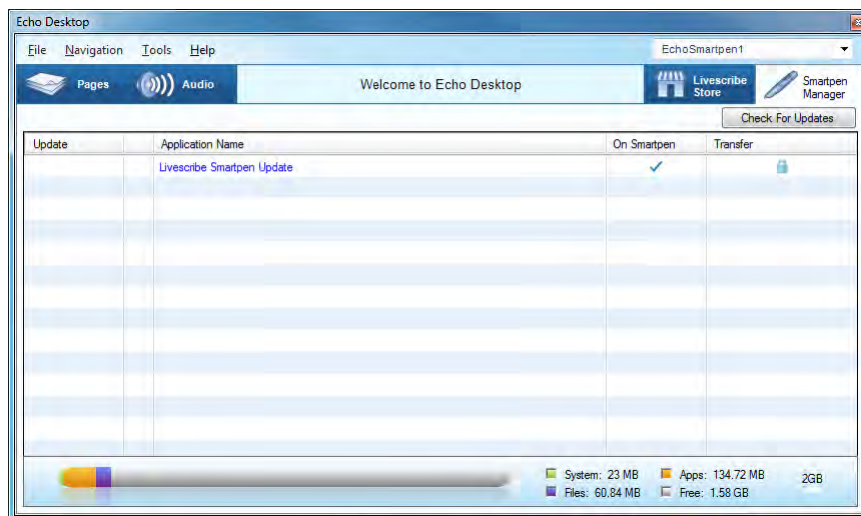 Echo Desktop
File Navigation Tools Help EchoSmartpen1
Pages Audio Welcome to Echo Desktop Livescribe Store Smartpen Manager
Check For Updates
Update Application Name On Smartpen Transfer
Livescribe Smartpen Update
System: 23 MB Apps: 134.72 MB 2GB
Files: 60.84 MB Free: 1.58 GB